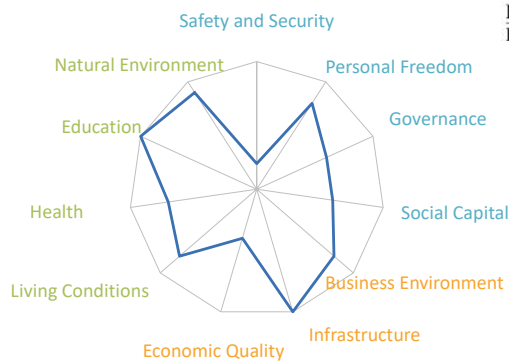 Safety and Security
Natural Environment
Personal Freedom
Education
Governance
Health
Social Capital
Business Environment
Living Conditions
Infrastructure
Economic Quality